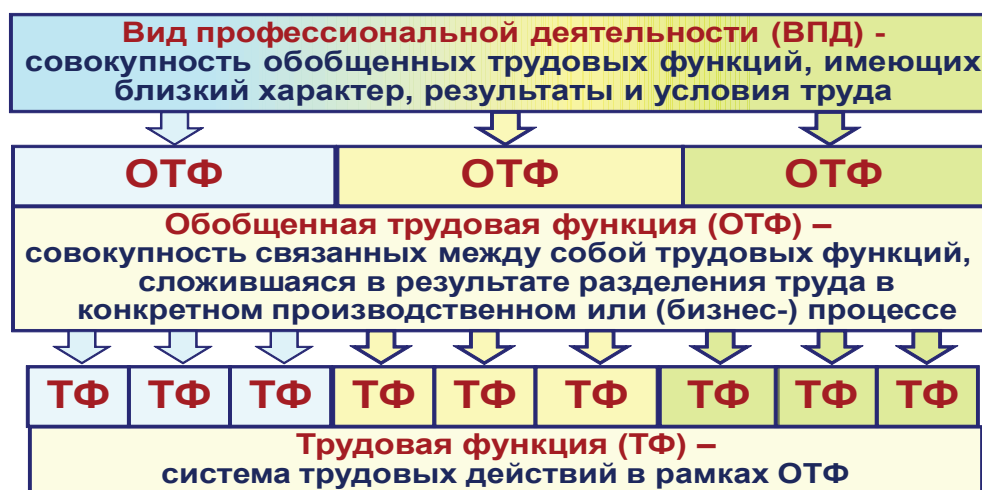 Вид профессиональной деятельности (ВПД) -
совокупность обобщенных трудовых функций, имеющих
близкий характер, результаты и условия труда
ОТФ ОТФ ОТФ
Обобщенная трудовая функция (ОТФ) –
совокупность связанных между собой трудовых функций,
сложившаяся в результате разделения труда в
конкретном производственном или (бизнес-) процессе
ТФ ТФ ТФ ТФ ТФ ТФ ТФ ТФ ТФ
Трудовая функция (ТФ) –
система трудовых действий в рамках ОТФ